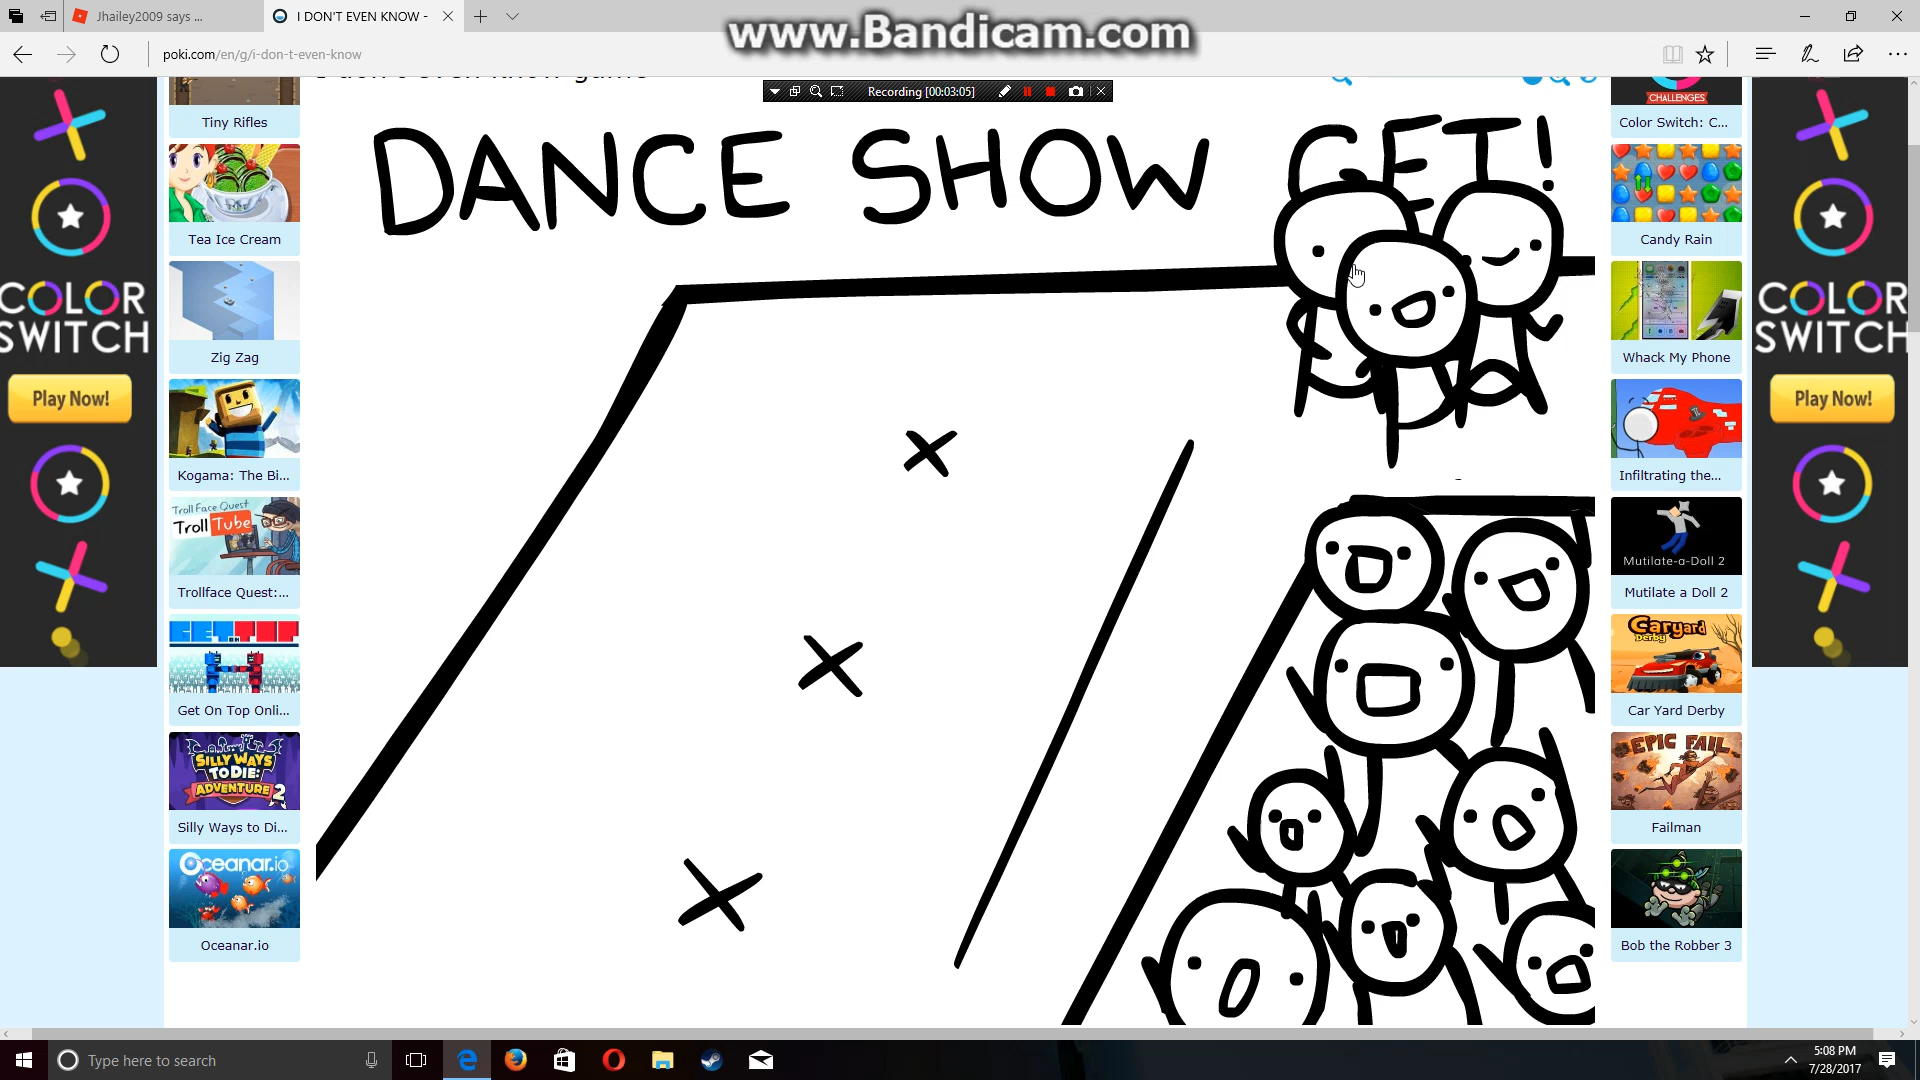 Jhailey2009 says ...
I DON'T EVEN KNOW -
www.Bandicam.com
poki.com/en/g/i-don-t-even-know
Recording [00:03:05]
DANCE SHOW GET!
Tiny Rifles
Tea Ice Cream
Zig Zag
Kogama: The Bi...
Troll Face Quest
Troll Tube
Trollface Quest:...
Get On Top Onli...
SILLY WAYS
TO DIE:
ADVENTURE 2
Silly Ways to Di...
Oceanar.io
Oceanar.io
COLOR
SWITCH
Play Now!
CHALLENGES
Color Switch: C...
Candy Rain
Whack My Phone
Infiltrating the...
Mutilate-a-Doll 2
Mutilate a Doll 2
Car yard
Derby
Car Yard Derby
EPIC FAIL
Failman
Bob the Robber 3
COLOR
SWITCH
Play Now!
Type here to search
5:08 PM
7/28/2017